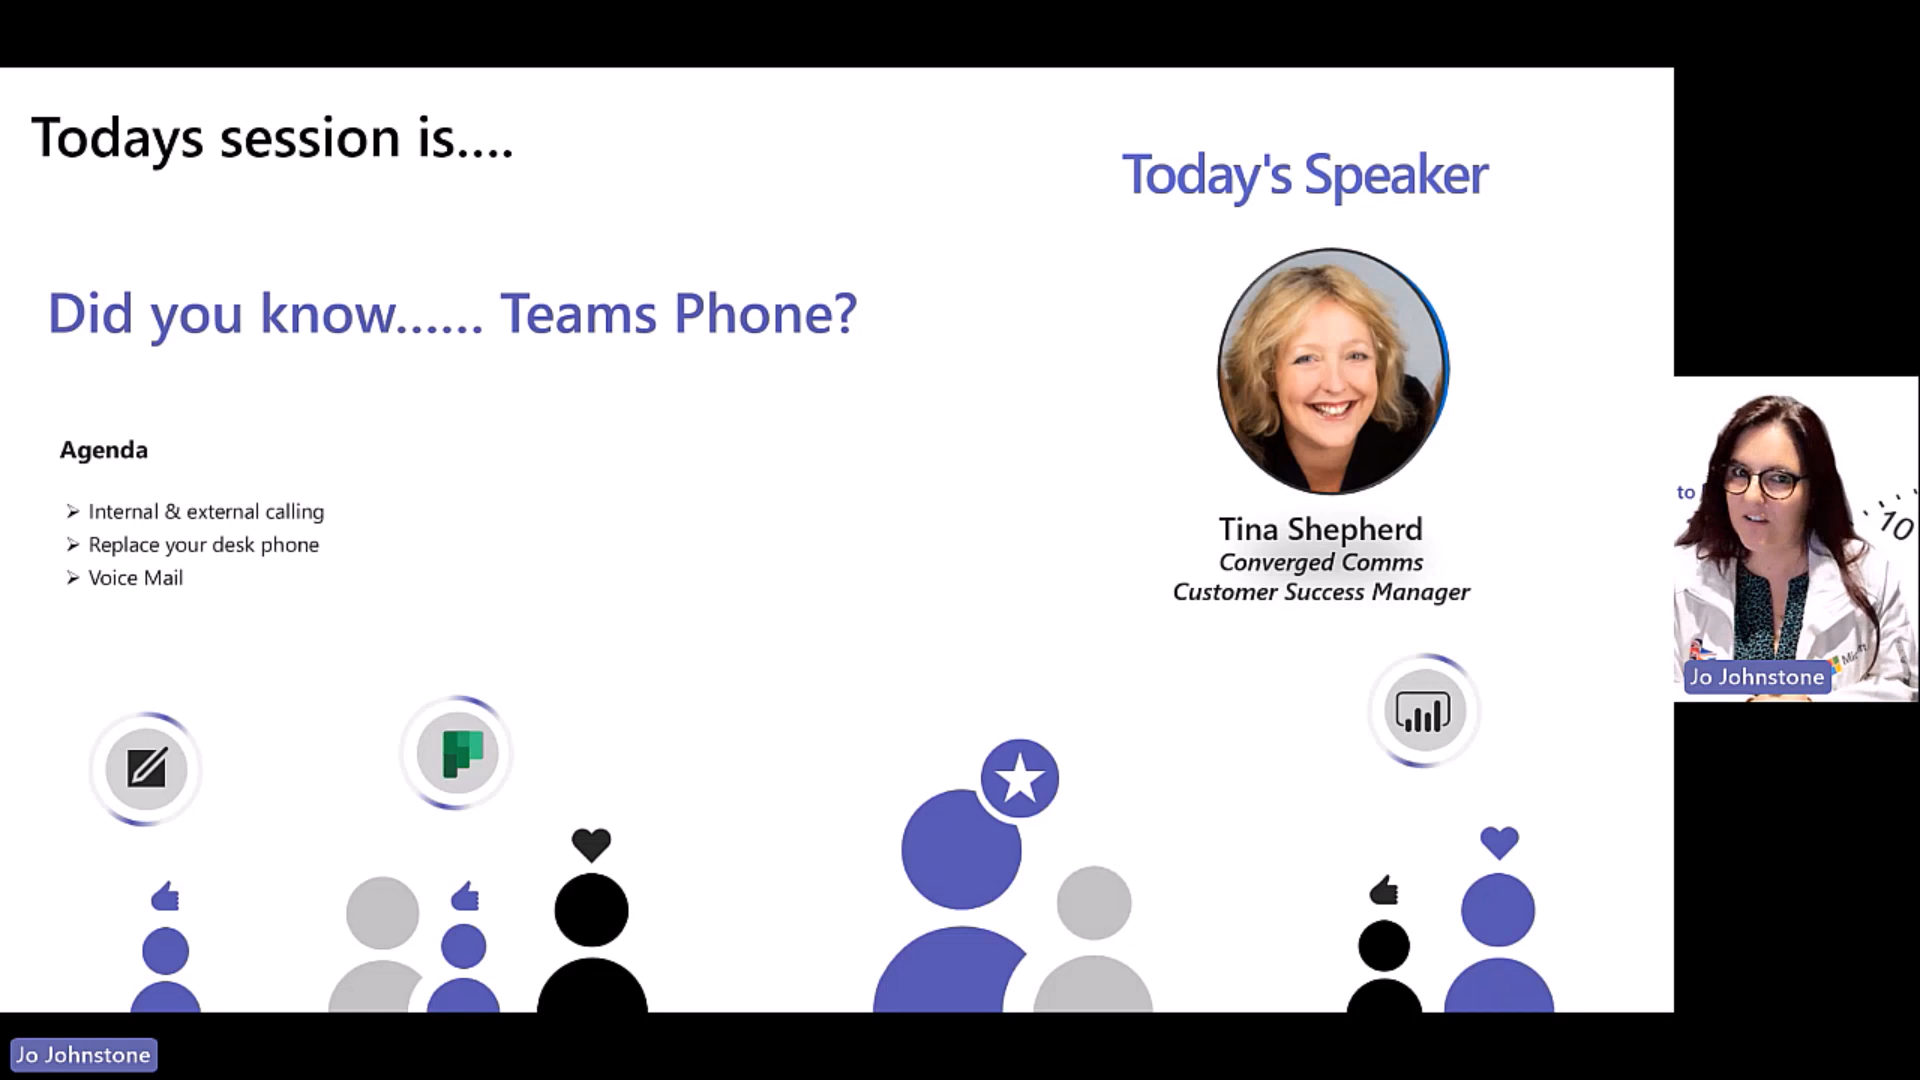 Todays session is....
Today's Speaker
Did you know...... Teams Phone?
Agenda
Internal & external calling
Replace your desk phone
Voice Mail
Tina Shepherd
Converged Comms
Customer Success Manager
to
10
Jo Johnstone
Jo Johnstone